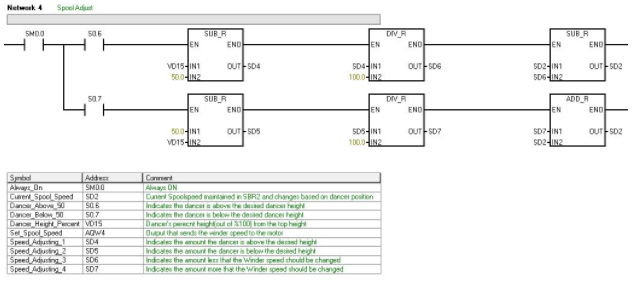 Network 4 Spool Adjust
SM0.0 S0.6 SUB_R DIV_R SUB_R
EN ENO EN ENO EN ENO
VD15 IN1 OUT SD4 SD4 IN1 OUT SD6 SD2 IN1 OUT SD2
50.0 IN2 100.0 IN2 SD6 IN2
S0.7 SUB_R DIV_R ADD_R
EN ENO EN ENO EN ENO
50.0 IN1 OUT SD5 SD5 IN1 OUT SD7 SD7 IN1 OUT SD2
VD15 IN2 100.0 IN2 SD2 IN2
Symbol Address Comment
Always_On SM0.0 Always ON
Current_Spool_Speed SD2 Current Spoolspeed maintained in SBR2 and changes based on dancer position
Dancer_Above_50 S0.6 Indicates the dancer is above the desired dancer height
Dancer_Below_50 S0.7 Indicates the dancer is below the desired dancer height
Dancer_Height_Percent VD15 Dancer's perecnt height(out of %100) from the top height
Set_Spool_Speed AQW4 Output that sends the winder speed to the motor
Speed_Adjusting_1 SD4 Indicates the amount the dancer is above the desired height
Speed_Adjusting_2 SD5 Indicates the amount the dancer is below the desired height
Speed_Adjusting_3 SD6 Indicates the amount less that the Winder speed should be changed
Speed_Adjusting_4 SD7 Indicates the amount more that the Winder speed should be changed